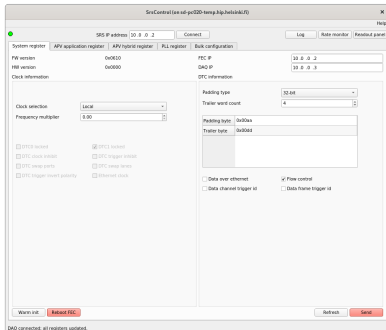 SrsControl (on sd-pc020-temp.hip.helsinki.fi)
Help
SRS IP address 10 .0 .0 .2 Connect Log Rate monitor Readout panel
System register APV application register APV hybrid register PLL register Bulk configuration
FW version 0x0610 FEC IP 10 .0 .0 .2
HW version 0x0000 DAQ IP 10 .0 .0 .3
Clock information DTC information
Padding type 32-bit
Clock selection Local Trailer word count 4
Frequency multiplier 0.00
Padding byte 0x00aa
Trailer byte 0x00dd
DTC clock inhibit DTC trigger inhibit
DTC swap ports DTC swap lanes
DTC trigger invert polarity Ethernet clock
Data over ethernet Flow control
Data channel trigger id Data frame trigger id
Warm init Reboot FEC Refresh Send
DAQ connected: all registers updated.